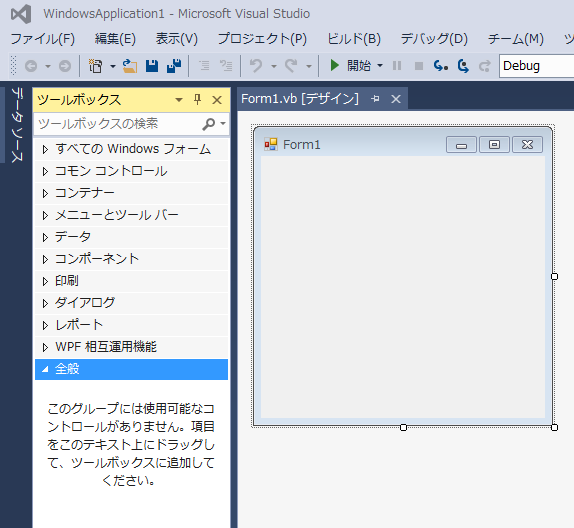 WindowsApplication1 - Microsoft Visual Studio
ファイル(F) 編集(E) 表示(V) プロジェクト(P) ビルド(B) デバッグ(D) チーム(M) ツ
開始 Debug
データ ソース
ツールボックス
Form1.vb [デザイン]
ツールボックスの検索
Form1
すべての Windows フォーム
コモン コントロール
コンテナー
メニューとツール バー
データ
コンポーネント
印刷
ダイアログ
レポート
WPF 相互運用機能
全般
このグループには使用可能なコ
ントロールがありません。項目
をこのテキスト上にドラッグし
て、ツールボックスに追加して
ください。